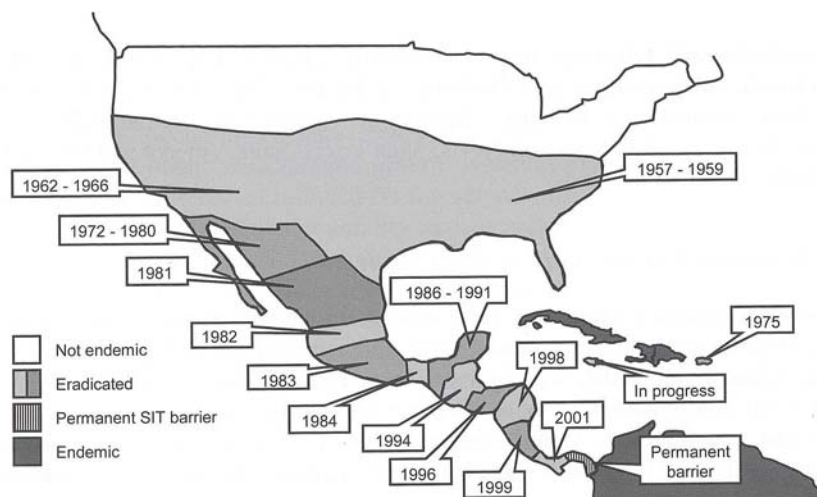 1957 - 1959
1962 - 1966
1972 - 1980
1981
1986 - 1991
1975
1982
Not endemic
1998
Eradicated
1983
In progress
Permanent SIT barrier
1984
2001
Endemic
1994
Permanent
barrier
1996
1999